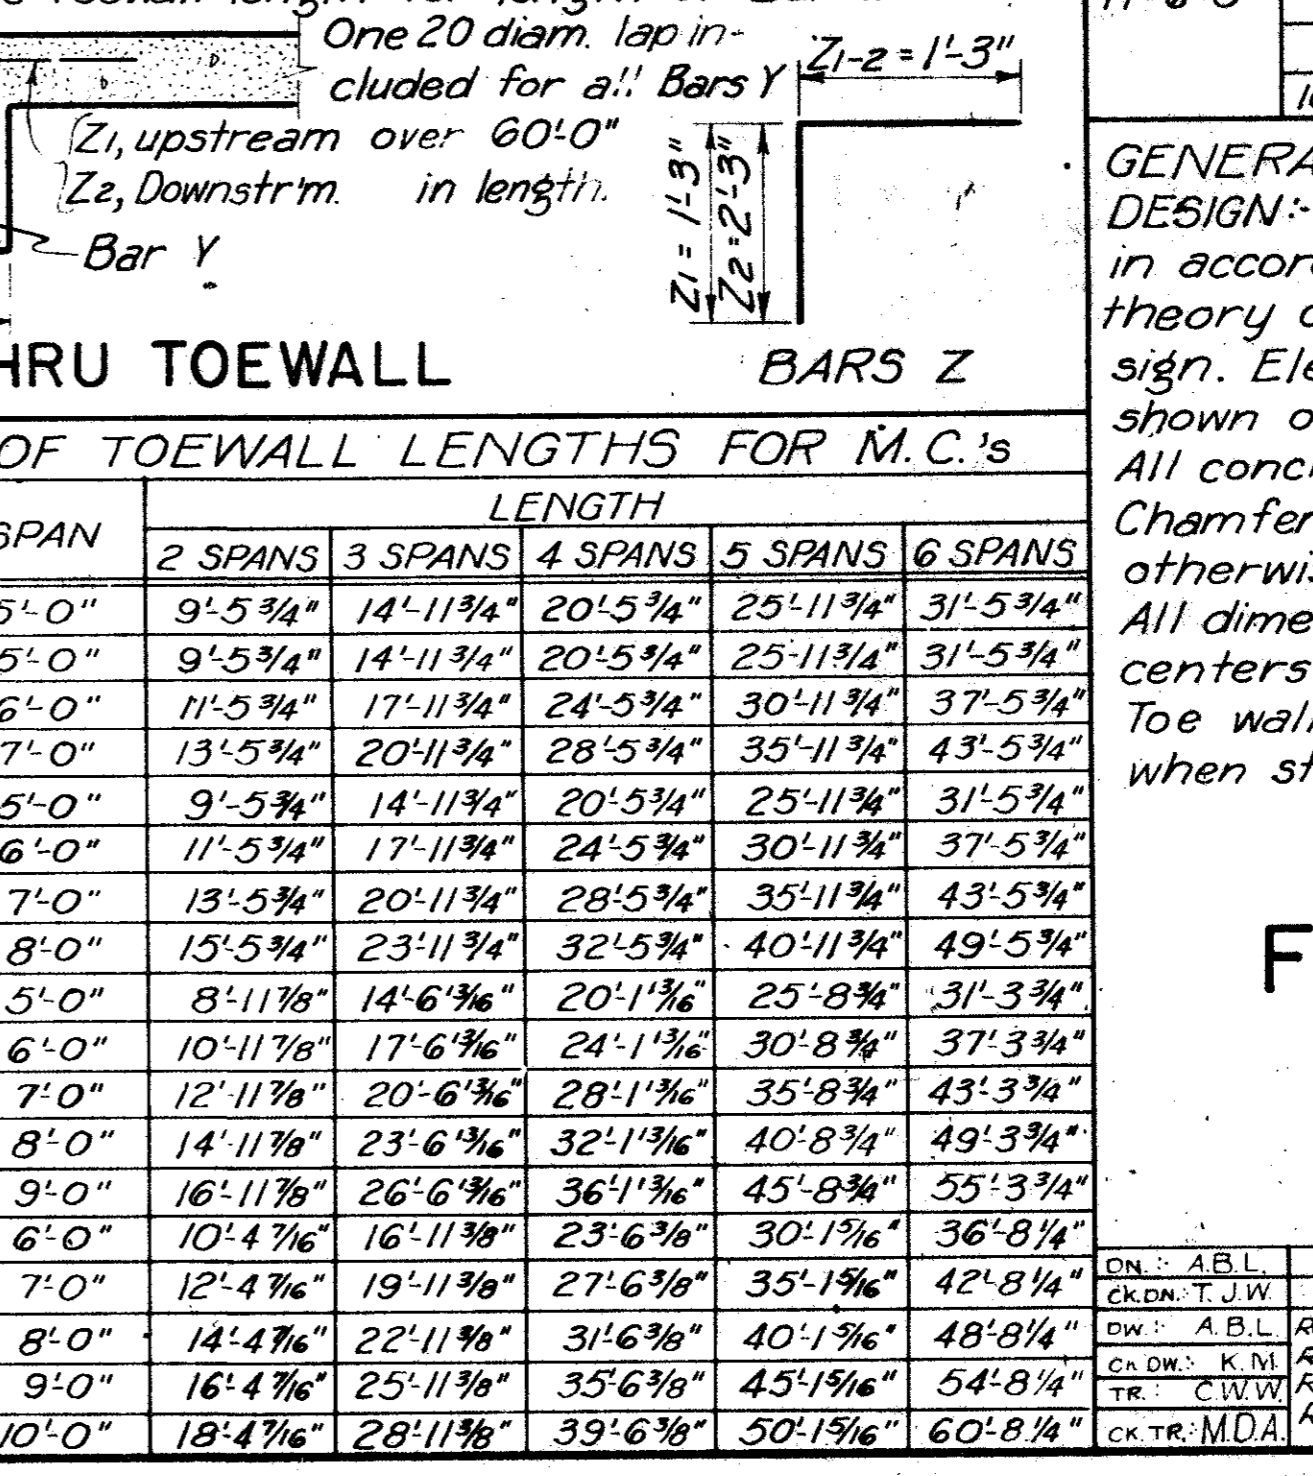 One 20 diam. lap in-
cluded for all Bars Y
Z1, upstream over 60'-0"
Z2, Downstr'm. in length.
Bar Y
Z1-2 = 1'-3"
Z1 = 1'-3"
Z2 = 2'-3"
HRU TOEWALL
BARS Z
OF TOEWALL LENGTHS FOR M.C.'s
SPAN LENGTH
2 SPANS 3 SPANS 4 SPANS 5 SPANS 6 SPANS
5'-0" 9'-5 3/4" 14'-11 3/4" 20'-5 3/4" 25'-11 3/4" 31'-5 3/4"
5'-0" 9'-5 3/4" 14'-11 3/4" 20'-5 3/4" 25-11 3/4" 31'-5 3/4"
6'-0" 11'-5 3/4" 17'-11 3/4" 24'-5 3/4" 30'-11 3/4" 37'-5 3/4"
7'-0" 13'-5 3/4" 20'-11 3/4" 28'-5 3/4" 35'-11 3/4" 43'-5 3/4"
5'-0" 9'-5 3/4" 14'-11 3/4" 20'-5 3/4" 25'-11 3/4" 31'-5 3/4"
6'-0" 11'-5 3/4" 17'-11 3/4" 24'-5 3/4" 30'-11 3/4" 37'-5 3/4"
7'-0" 13'-5 3/4" 20'-11 3/4" 28'-5 3/4" 35'-11 3/4" 43'-5 3/4"
8'-0" 15'-5 3/4" 23'-11 3/4" 32'-5 3/4" 40'-11 3/4" 49'-5 3/4"
5'-0" 8'-11 7/8" 14'-6 13/16" 20'-1 13/16" 25'-8 3/4" 31'-3 3/4"
6'-0" 10'-11 7/8" 17'-6 13/16" 24'-1 13/16" 30'-8 3/4" 37'-3 3/4"
7'-0" 12'-11 7/8" 20'-6 13/16" 28'-1 13/16" 35'-8 3/4" 43'-3 3/4"
8'-0" 14'-11 7/8" 23'-6 13/16" 32'-1 13/16" 40'-8 3/4" 49'-3 3/4"
9'-0" 16'-11 7/8" 26'-6 13/16" 36'-1 13/16" 45'-8 3/4" 55'-3 3/4"
6'-0" 10'-4 7/16" 16'-11 3/8" 23'-6 3/8" 30'-1 5/16" 36'-8 1/4"
7'-0" 12'-4 7/16" 19'-11 3/8" 27'-6 3/8" 35'-1 5/16" 42'-8 1/4"
8'-0" 14'-4 7/16" 22'-11 3/8" 31'-6 3/8" 40'-1 5/16" 48'-8 1/4"
9'-0" 16'-4 7/16" 25'-11 3/8" 35'-6 3/8" 45'-1 5/16" 54'-8 1/4"
10'-0" 18'-4 7/16" 28'-11 3/8" 39'-6 3/8" 50'-1 5/16" 60'-8 1/4"
GENERA
DESIGN:-
in accor
theory
sign. Ele
shown o
All conc
Chamfer
otherwis
All dime
centers
Toe wal
when st
F
DN.:- A.B.L.
CK.DN.: T.J.W.
DW.:- A.B.L.
CK DW.: K.M.
TR.: C.W.W.
CK.TR.: M.D.A.